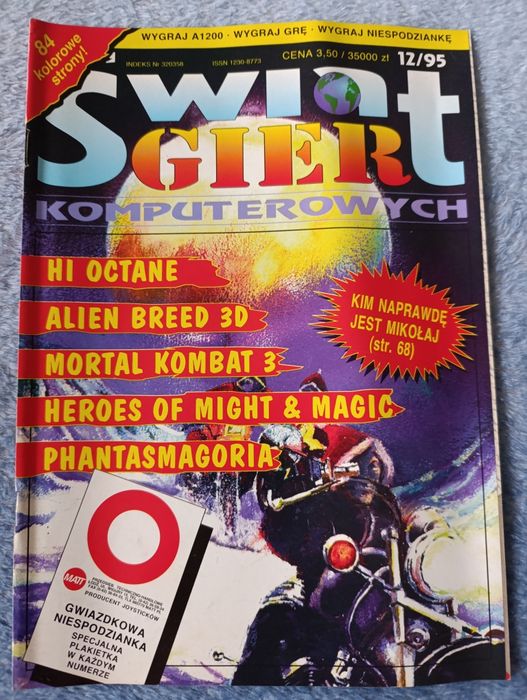 84
kolorowe
strony!
WYGRAJ A1200 · WYGRAJ GRĘ · WYGRAJ NIESPODZIANKĘ
INDEKS Nr 320358 ISSN 1230-8773 CENA 3,50 / 35000 zł 12/95
Świat
GIER
KOMPUTEROWYCH
HI OCTANE
ALIEN BREED 3D
MORTAL KOMBAT 3
HEROES OF MIGHT & MAGIC
PHANTASMAGORIA
KIM NAPRAWDĘ
JEST MIKOŁAJ
(str. 68)
MATT
PRODUCENT JOYSTICKÓW
GWIAZDKOWA
NIESPODZIANKA
SPECJALNA
PLAKIETKA
W KAŻDYM
NUMERZE